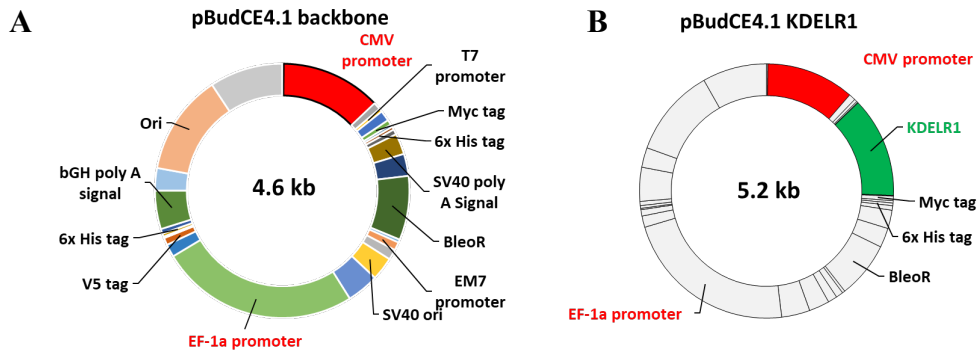 A
pBudCE4.1 backbone
CMV
promoter
T7
promoter
Myc tag
6x His tag
SV40 poly
A Signal
BleoR
EM7
promoter
SV40 ori
EF-1a promoter
V5 tag
6x His tag
bGH poly A
signal
Ori
4.6 kb
B
pBudCE4.1 KDELR1
CMV promoter
KDELR1
Myc tag
6x His tag
BleoR
EF-1a promoter
5.2 kb